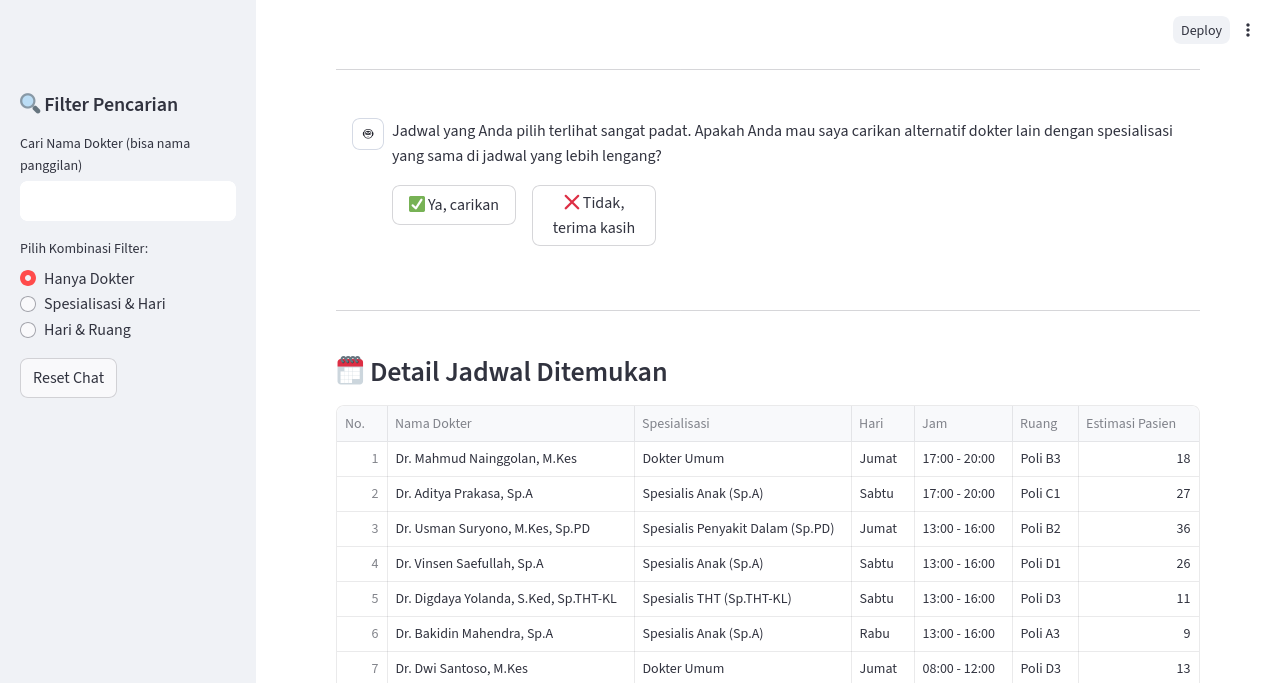 Deploy
Filter Pencarian
Cari Nama Dokter (bisa nama
panggilan)
Pilih Kombinasi Filter:
Hanya Dokter
Spesialisasi & Hari
Hari & Ruang
Reset Chat
Jadwal yang Anda pilih terlihat sangat padat. Apakah Anda mau saya carikan alternatif dokter lain dengan spesialisasi
yang sama di jadwal yang lebih lengang?
Ya, carikan
Tidak,
terima kasih
Detail Jadwal Ditemukan
No. Nama Dokter Spesialisasi Hari Jam Ruang Estimasi Pasien
1 Dr. Mahmud Nainggolan, M.Kes Dokter Umum Jumat 17:00 - 20:00 Poli B3 18
2 Dr. Aditya Prakasa, Sp.A Spesialis Anak (Sp.A) Sabtu 17:00 - 20:00 Poli C1 27
3 Dr. Usman Suryono, M.Kes, Sp.PD Spesialis Penyakit Dalam (Sp.PD) Jumat 13:00 - 16:00 Poli B2 36
4 Dr. Vinsen Saefullah, Sp.A Spesialis Anak (Sp.A) Sabtu 13:00 - 16:00 Poli D1 26
5 Dr. Digdaya Yolanda, S.Ked, Sp.THT-KL Spesialis THT (Sp.THT-KL) Sabtu 13:00 - 16:00 Poli D3 11
6 Dr. Bakidin Mahendra, Sp.A Spesialis Anak (Sp.A) Rabu 13:00 - 16:00 Poli A3 9
7 Dr. Dwi Santoso, M.Kes Dokter Umum Jumat 08:00 - 12:00 Poli D3 13